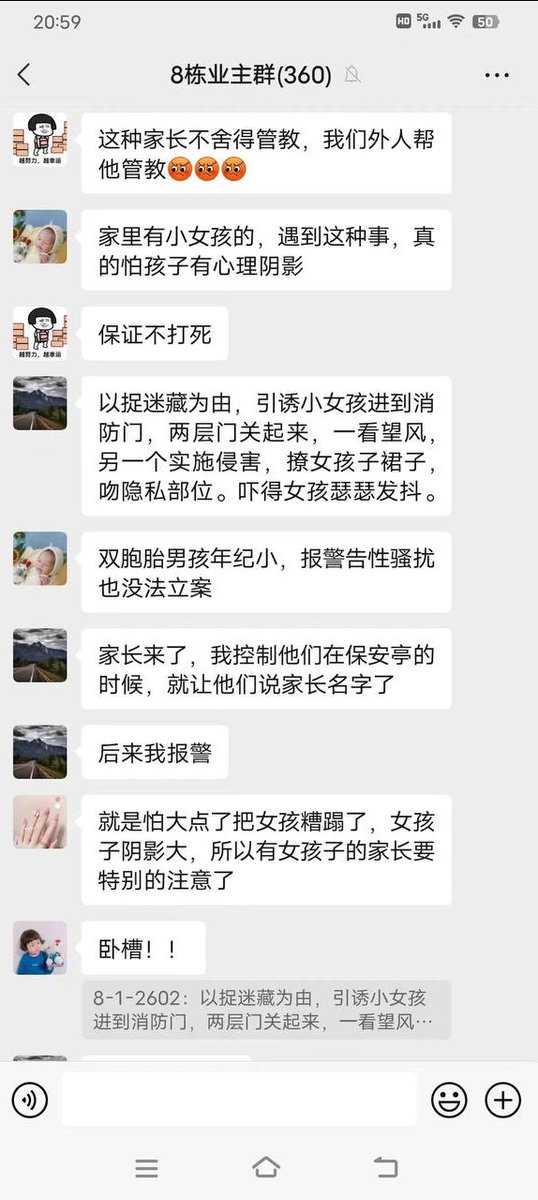 20:59
HD 5G 50
8栋业主群(360)
这种家长不舍得管教，我们外人帮
他管教
越努力，越幸运
家里有小女孩的，遇到这种事，真
的怕孩子有心理阴影
保证不打死
越努力，越幸运
以捉迷藏为由，引诱小女孩进到消
防门，两层门关起来，一看望风，
另一个实施侵害，撩女孩子裙子，
吻隐私部位。吓得女孩瑟瑟发抖。
双胞胎男孩年纪小，报警告性骚扰
也没法立案
家长来了，我控制他们在保安亭的
时候，就让他们说家长名字了
后来我报警
就是怕大点了把女孩糟蹋了，女孩
子阴影大，所以有女孩子的家长要
特别的注意了
卧槽！！
8-1-2602：以捉迷藏为由，引诱小女孩
进到消防门，两层门关起来，一看望风…